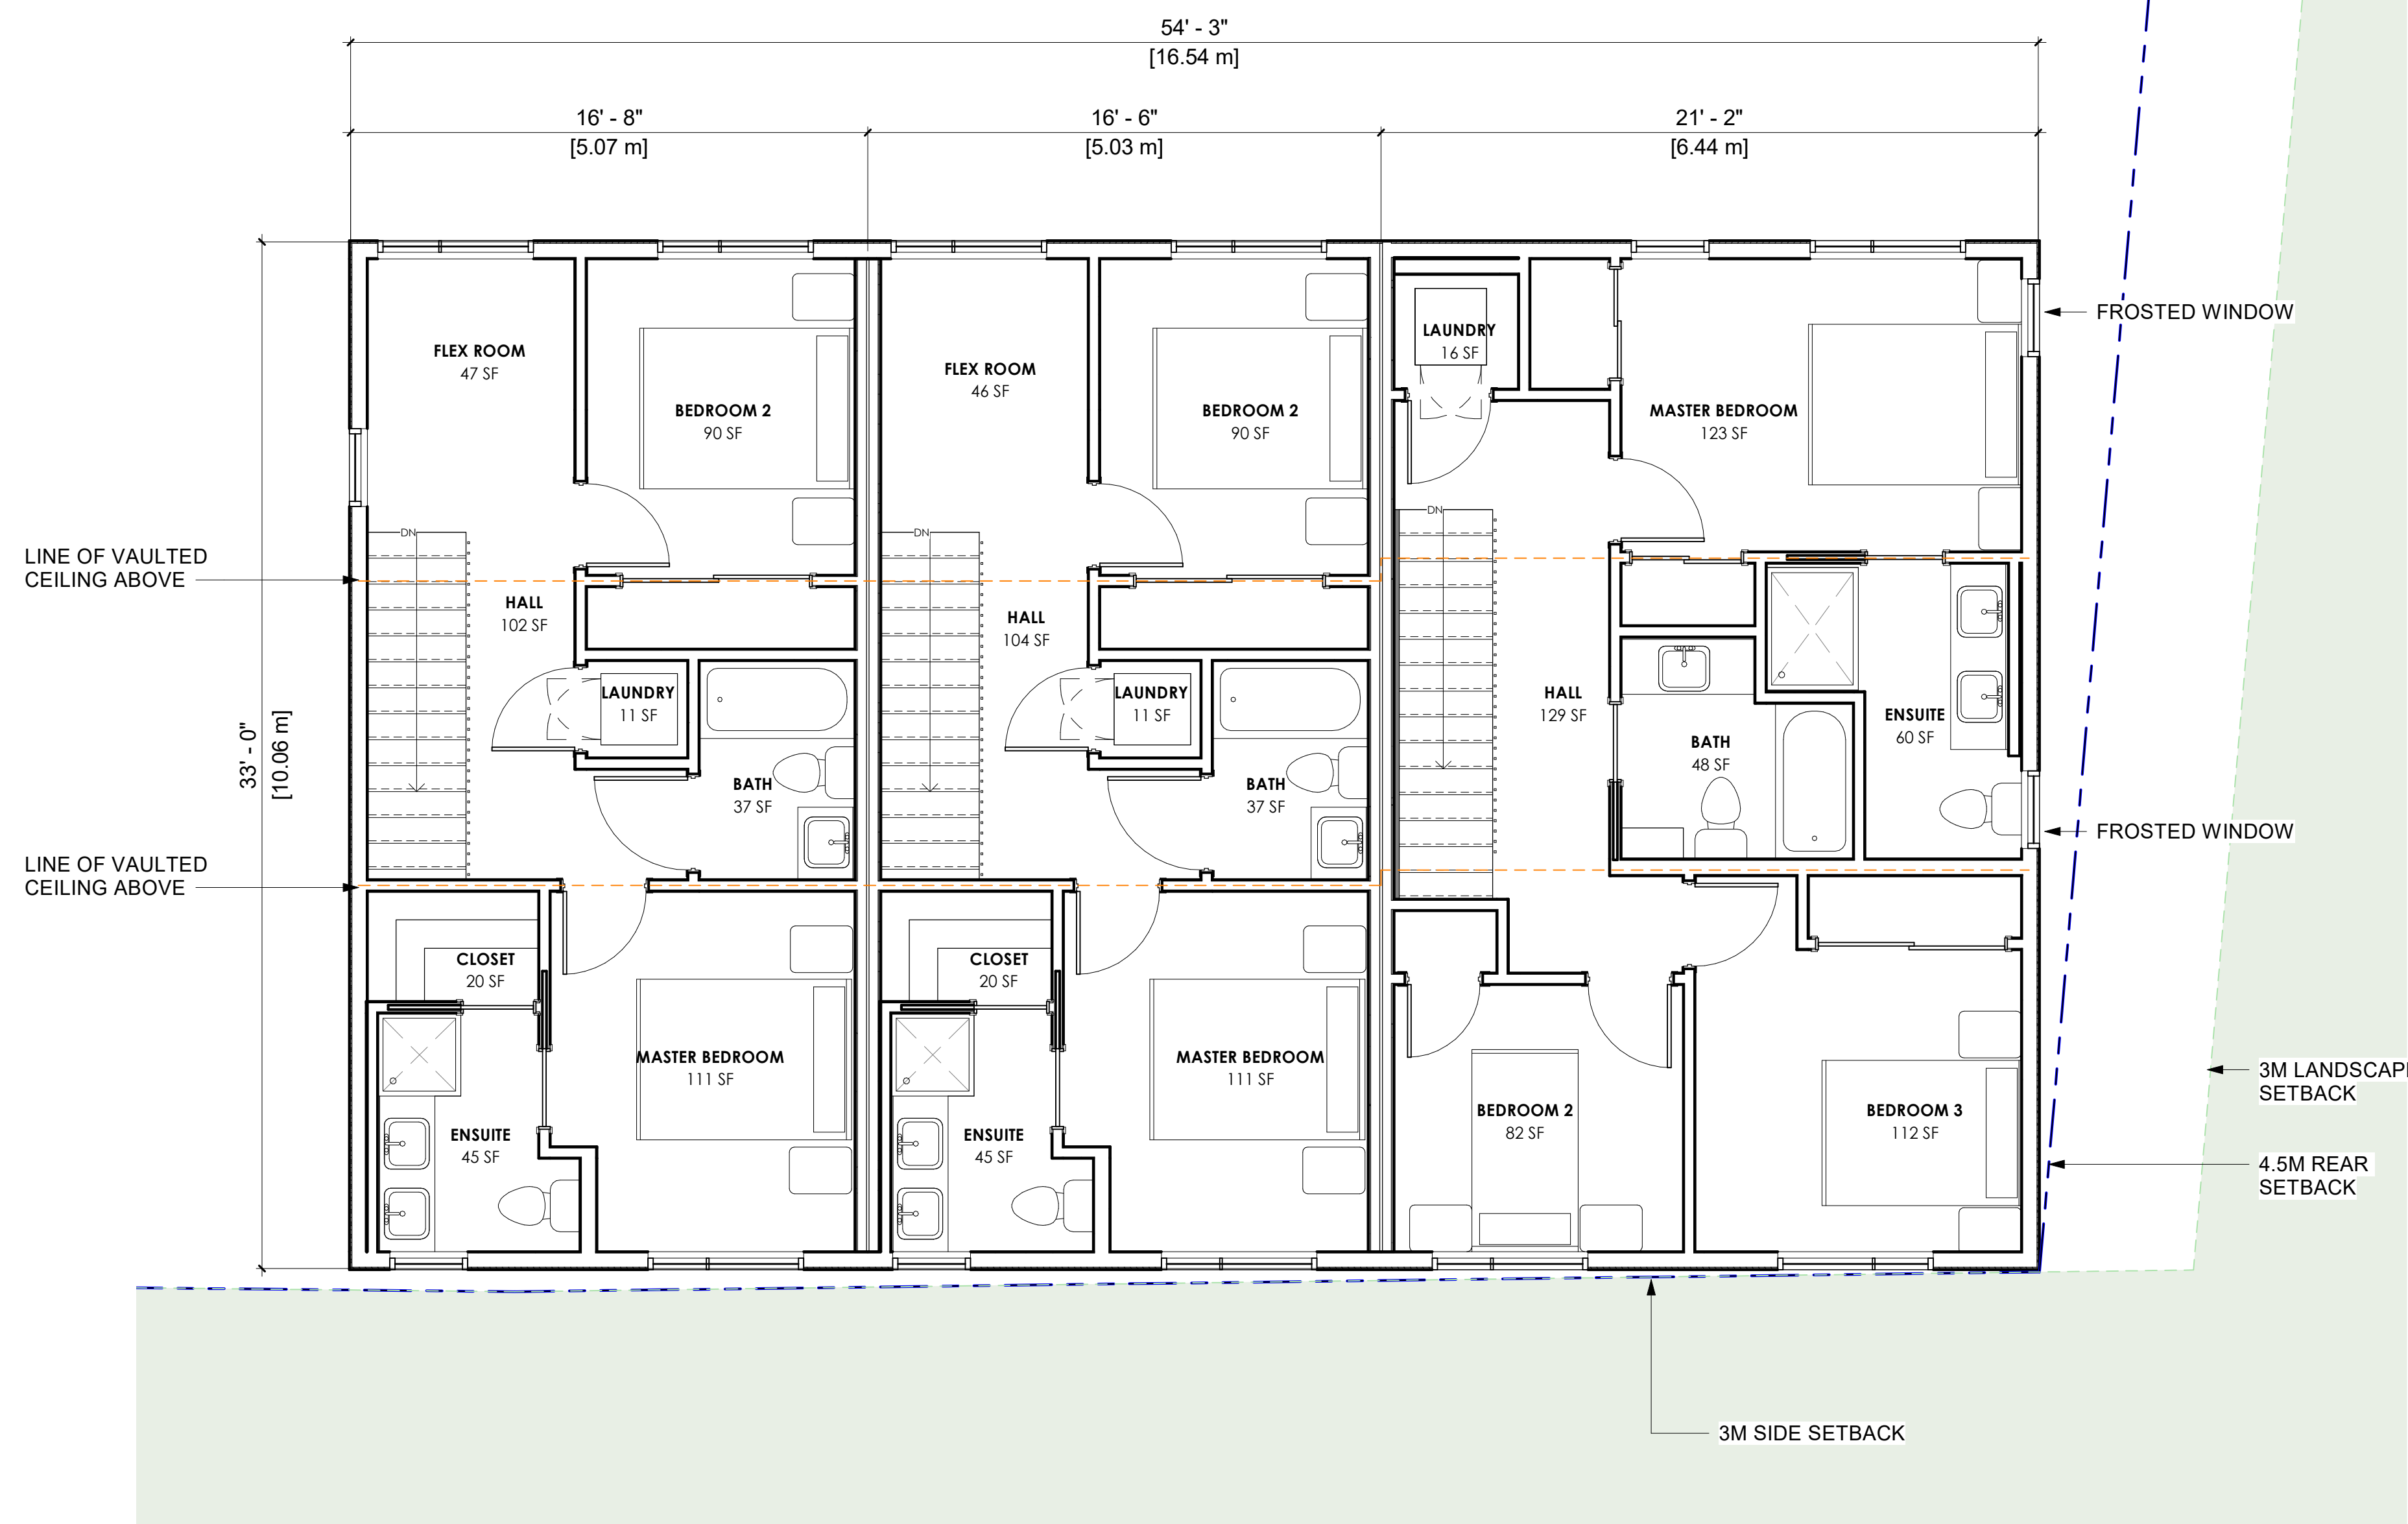 54' - 3"
[16.54 m]
16' - 8"
[5.07 m]
16' - 6"
[5.03 m]
21' - 2"
[6.44 m]
33' - 0"
[10.06 m]
FROSTED WINDOW
LAUNDRY
16 SF
FLEX ROOM
47 SF
FLEX ROOM
46 SF
BEDROOM 2
90 SF
BEDROOM 2
90 SF
MASTER BEDROOM
123 SF
DN
DN
DN
LINE OF VAULTED
CEILING ABOVE
HALL
102 SF
HALL
104 SF
LAUNDRY
11 SF
LAUNDRY
11 SF
HALL
129 SF
ENSUITE
60 SF
BATH
48 SF
BATH
37 SF
BATH
37 SF
FROSTED WINDOW
LINE OF VAULTED
CEILING ABOVE
CLOSET
20 SF
CLOSET
20 SF
MASTER BEDROOM
111 SF
MASTER BEDROOM
111 SF
3M LANDSCAP
SETBACK
BEDROOM 2
82 SF
BEDROOM 3
112 SF
ENSUITE
45 SF
ENSUITE
45 SF
4.5M REAR
SETBACK
3M SIDE SETBACK